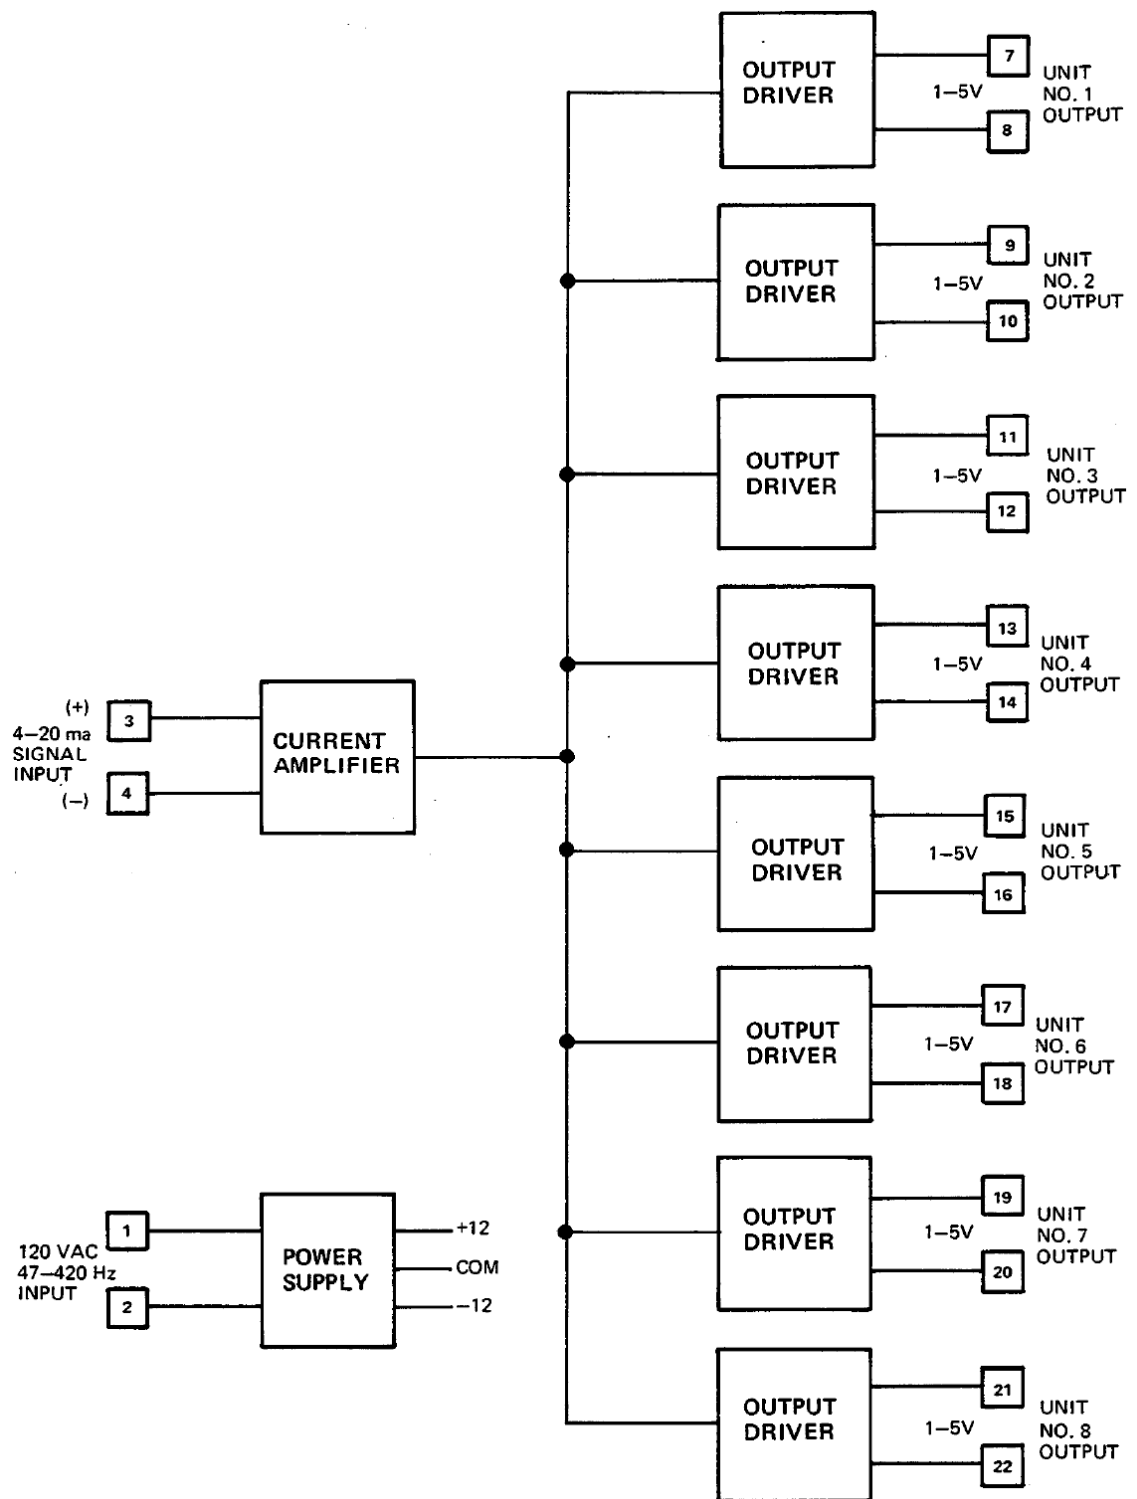 OUTPUT
DRIVER
7
1–5V
8
UNIT
NO. 1
OUTPUT
OUTPUT
DRIVER
9
1–5V
10
UNIT
NO. 2
OUTPUT
OUTPUT
DRIVER
11
1–5V
12
UNIT
NO. 3
OUTPUT
OUTPUT
DRIVER
13
1–5V
14
UNIT
NO. 4
OUTPUT
(+)
4–20 ma
SIGNAL
INPUT
(–)
3
4
CURRENT
AMPLIFIER
OUTPUT
DRIVER
15
1–5V
16
UNIT
NO. 5
OUTPUT
OUTPUT
DRIVER
17
1–5V
18
UNIT
NO. 6
OUTPUT
120 VAC
47–420 Hz
INPUT
1
2
POWER
SUPPLY
+12
COM
–12
OUTPUT
DRIVER
19
1–5V
20
UNIT
NO. 7
OUTPUT
OUTPUT
DRIVER
21
1–5V
22
UNIT
NO. 8
OUTPUT